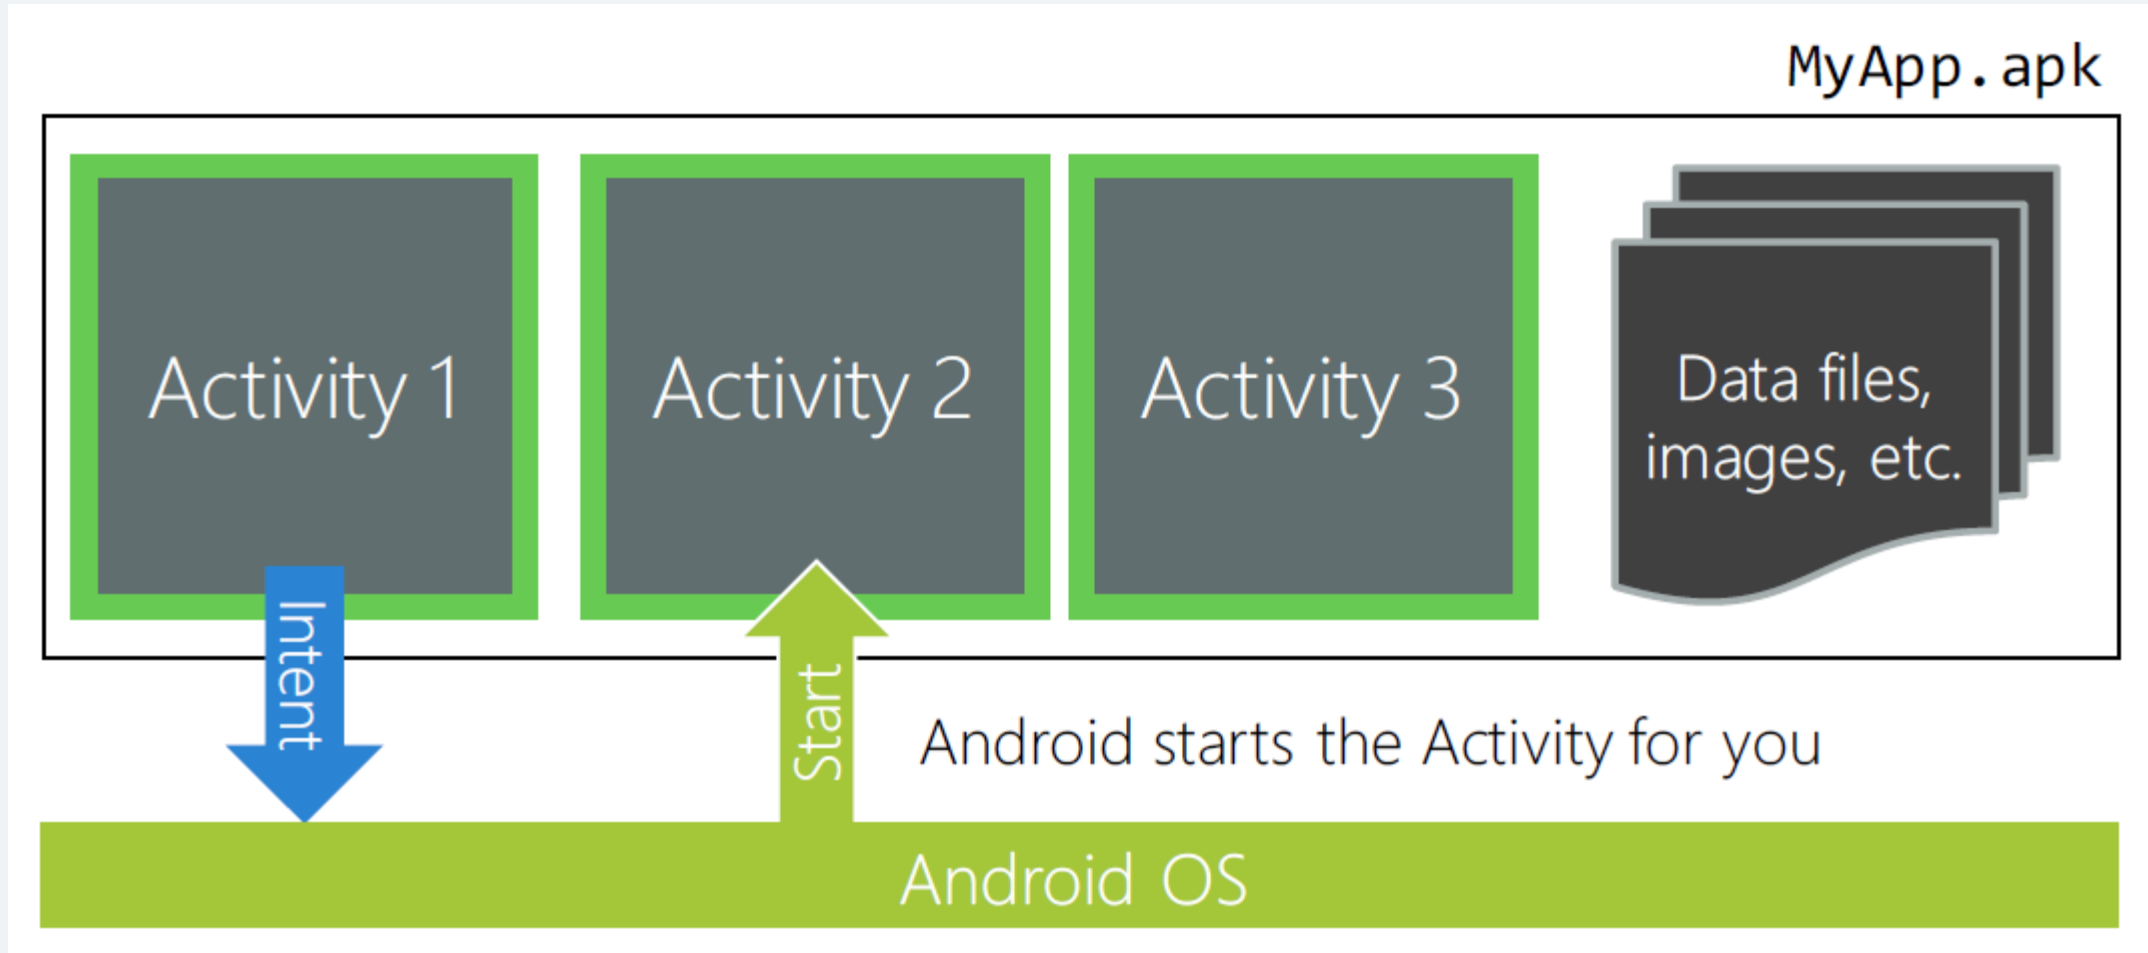 MyApp.apk
Activity 1
Activity 2
Activity 3
Data files,
images, etc.
Intent
Start
Android starts the Activity for you
Android OS